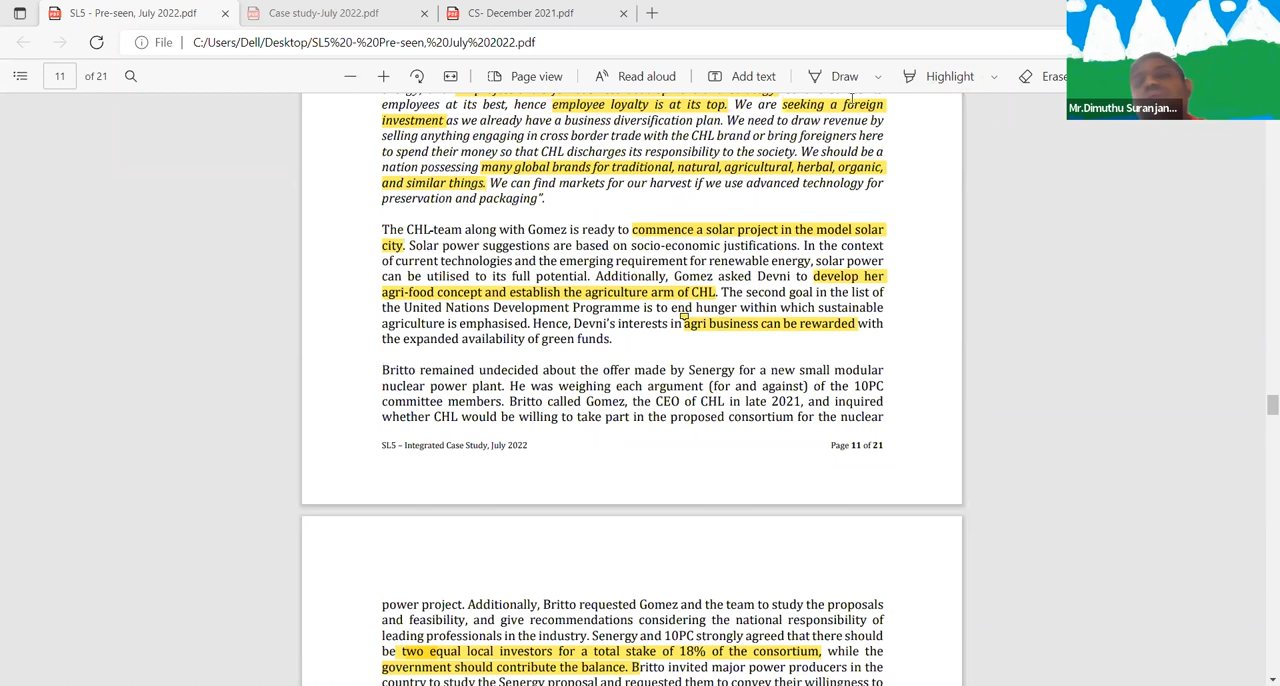 SL5 - Pre-seen, July 2022.pdf
Case study-July 2022.pdf
CS- December 2021.pdf
File
C:/Users/Dell/Desktop/SL5%20-%20Pre-seen,%20July%202022.pdf
11 of 21
Page view
Read aloud
Add text
Draw
Highlight
Erase
Mr.Dimuthu Suranjan...
employees at its best, hence employee loyalty is at its top. We are seeking a foreign
investment as we already have a business diversification plan. We need to draw revenue by
selling anything engaging in cross border trade with the CHL brand or bring foreigners here
to spend their money so that CHL discharges its responsibility to the society. We should be a
nation possessing many global brands for traditional, natural, agricultural, herbal, organic,
and similar things. We can find markets for our harvest if we use advanced technology for
preservation and packaging”.
The CHL-team along with Gomez is ready to commence a solar project in the model solar
city. Solar power suggestions are based on socio-economic justifications. In the context
of current technologies and the emerging requirement for renewable energy, solar power
can be utilised to its full potential. Additionally, Gomez asked Devni to develop her
agri-food concept and establish the agriculture arm of CHL. The second goal in the list of
the United Nations Development Programme is to end hunger within which sustainable
agriculture is emphasised. Hence, Devni’s interests in agri business can be rewarded with
the expanded availability of green funds.
Britto remained undecided about the offer made by Senergy for a new small modular
nuclear power plant. He was weighing each argument (for and against) of the 10PC
committee members. Britto called Gomez, the CEO of CHL in late 2021, and inquired
whether CHL would be willing to take part in the proposed consortium for the nuclear
SL5 – Integrated Case Study, July 2022
Page 11 of 21
power project. Additionally, Britto requested Gomez and the team to study the proposals
and feasibility, and give recommendations considering the national responsibility of
leading professionals in the industry. Senergy and 10PC strongly agreed that there should
be two equal local investors for a total stake of 18% of the consortium, while the
government should contribute the balance. Britto invited major power producers in the
country to study the Senergy proposal and requested them to convey their willingness to